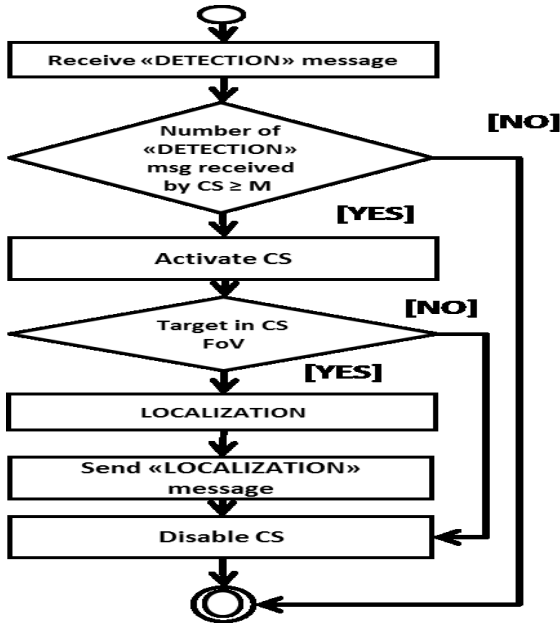 Receive «DETECTION» message
Number of
«DETECTION»
msg received
by CS ≥ M
[NO]
[YES]
Activate CS
Target in CS
FoV
[NO]
[YES]
LOCALIZATION
Send «LOCALIZATION»
message
Disable CS